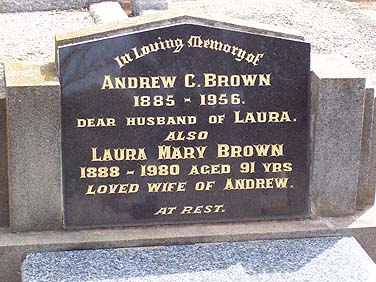 In Loving Memory of
ANDREW C. BROWN
1885 - 1956.
DEAR HUSBAND OF LAURA.
ALSO
LAURA MARY BROWN
1888 - 1980 AGED 91 YRS
LOVED WIFE OF ANDREW.
AT REST.